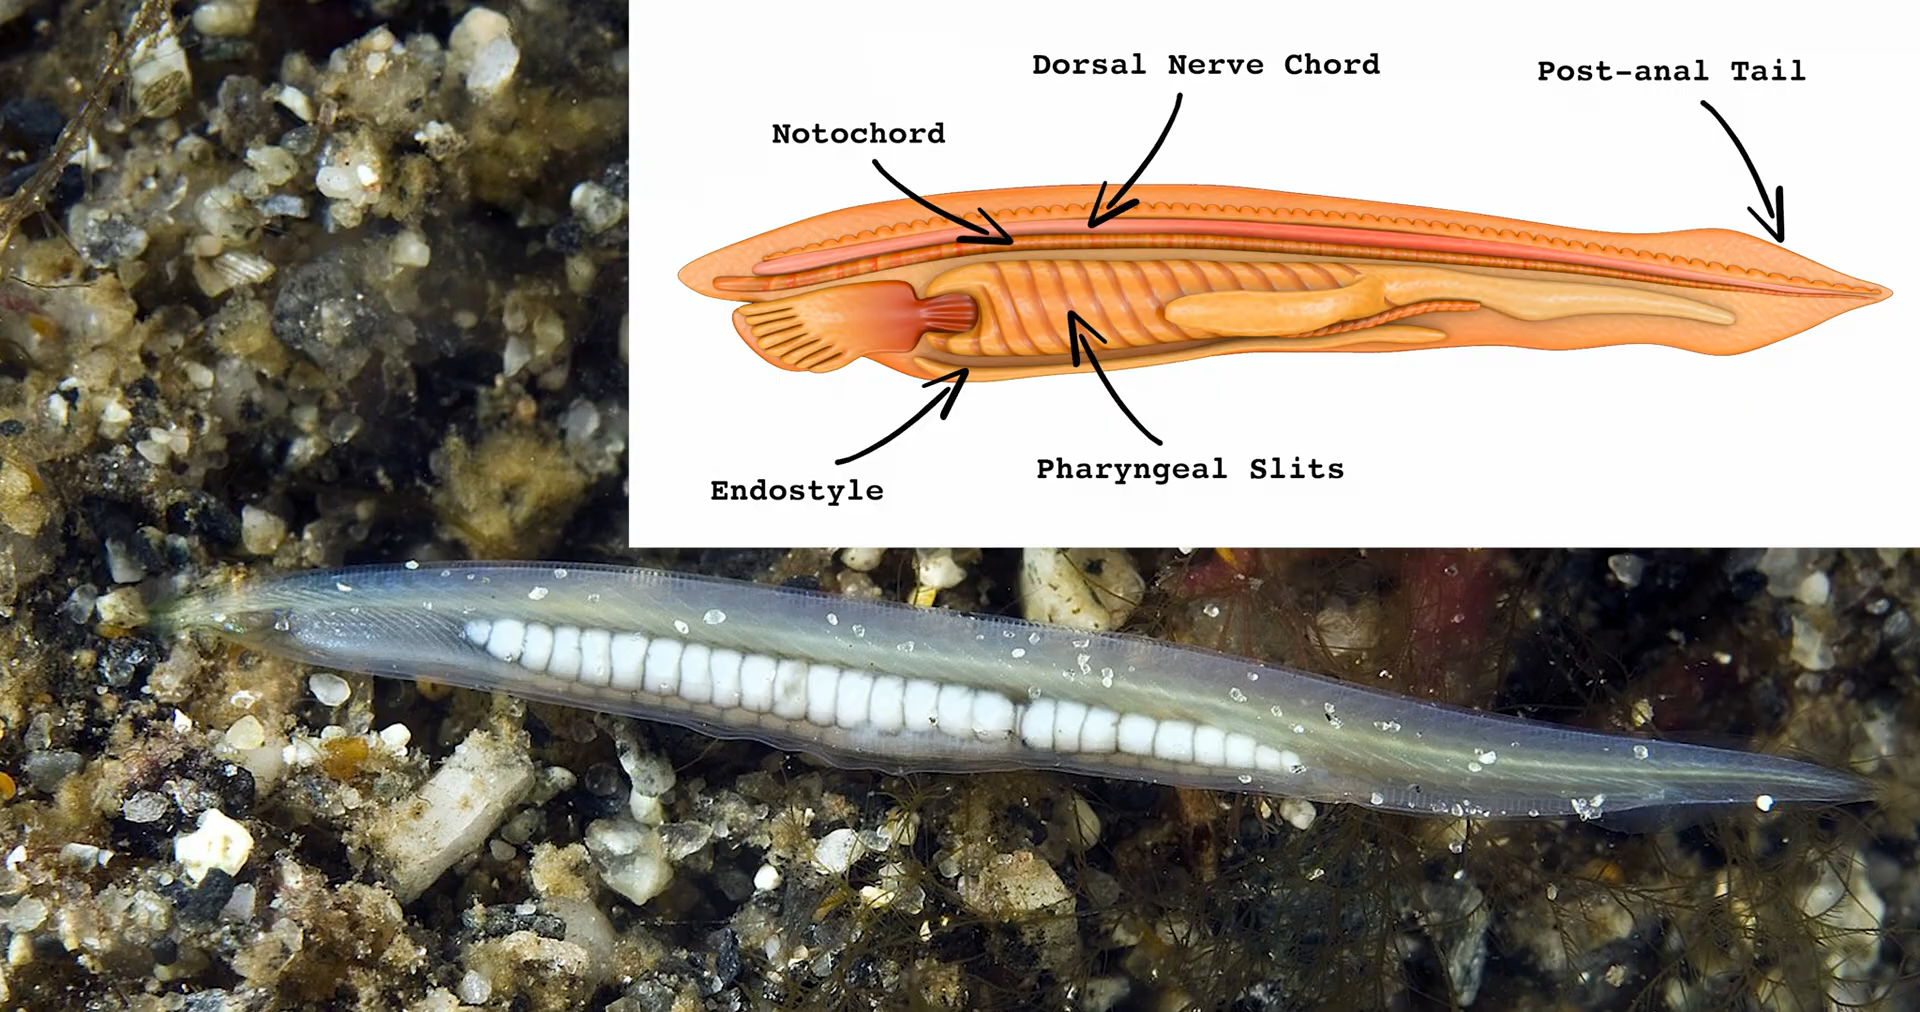 Dorsal Nerve Chord
Post-anal Tail
Notochord
Pharyngeal Slits
Endostyle